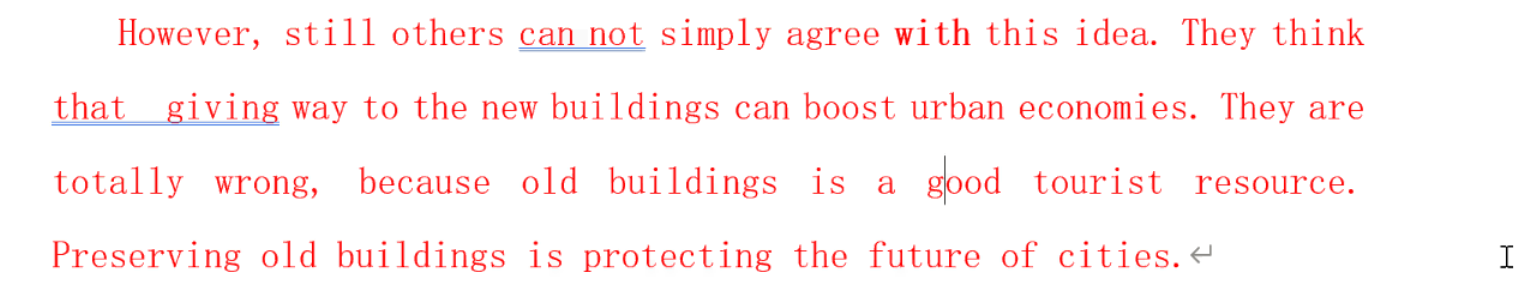 However, still others can not simply agree with this idea. They think
that  giving way to the new buildings can boost urban economies. They are
totally wrong, because old buildings is a good tourist resource.
Preserving old buildings is protecting the future of cities.